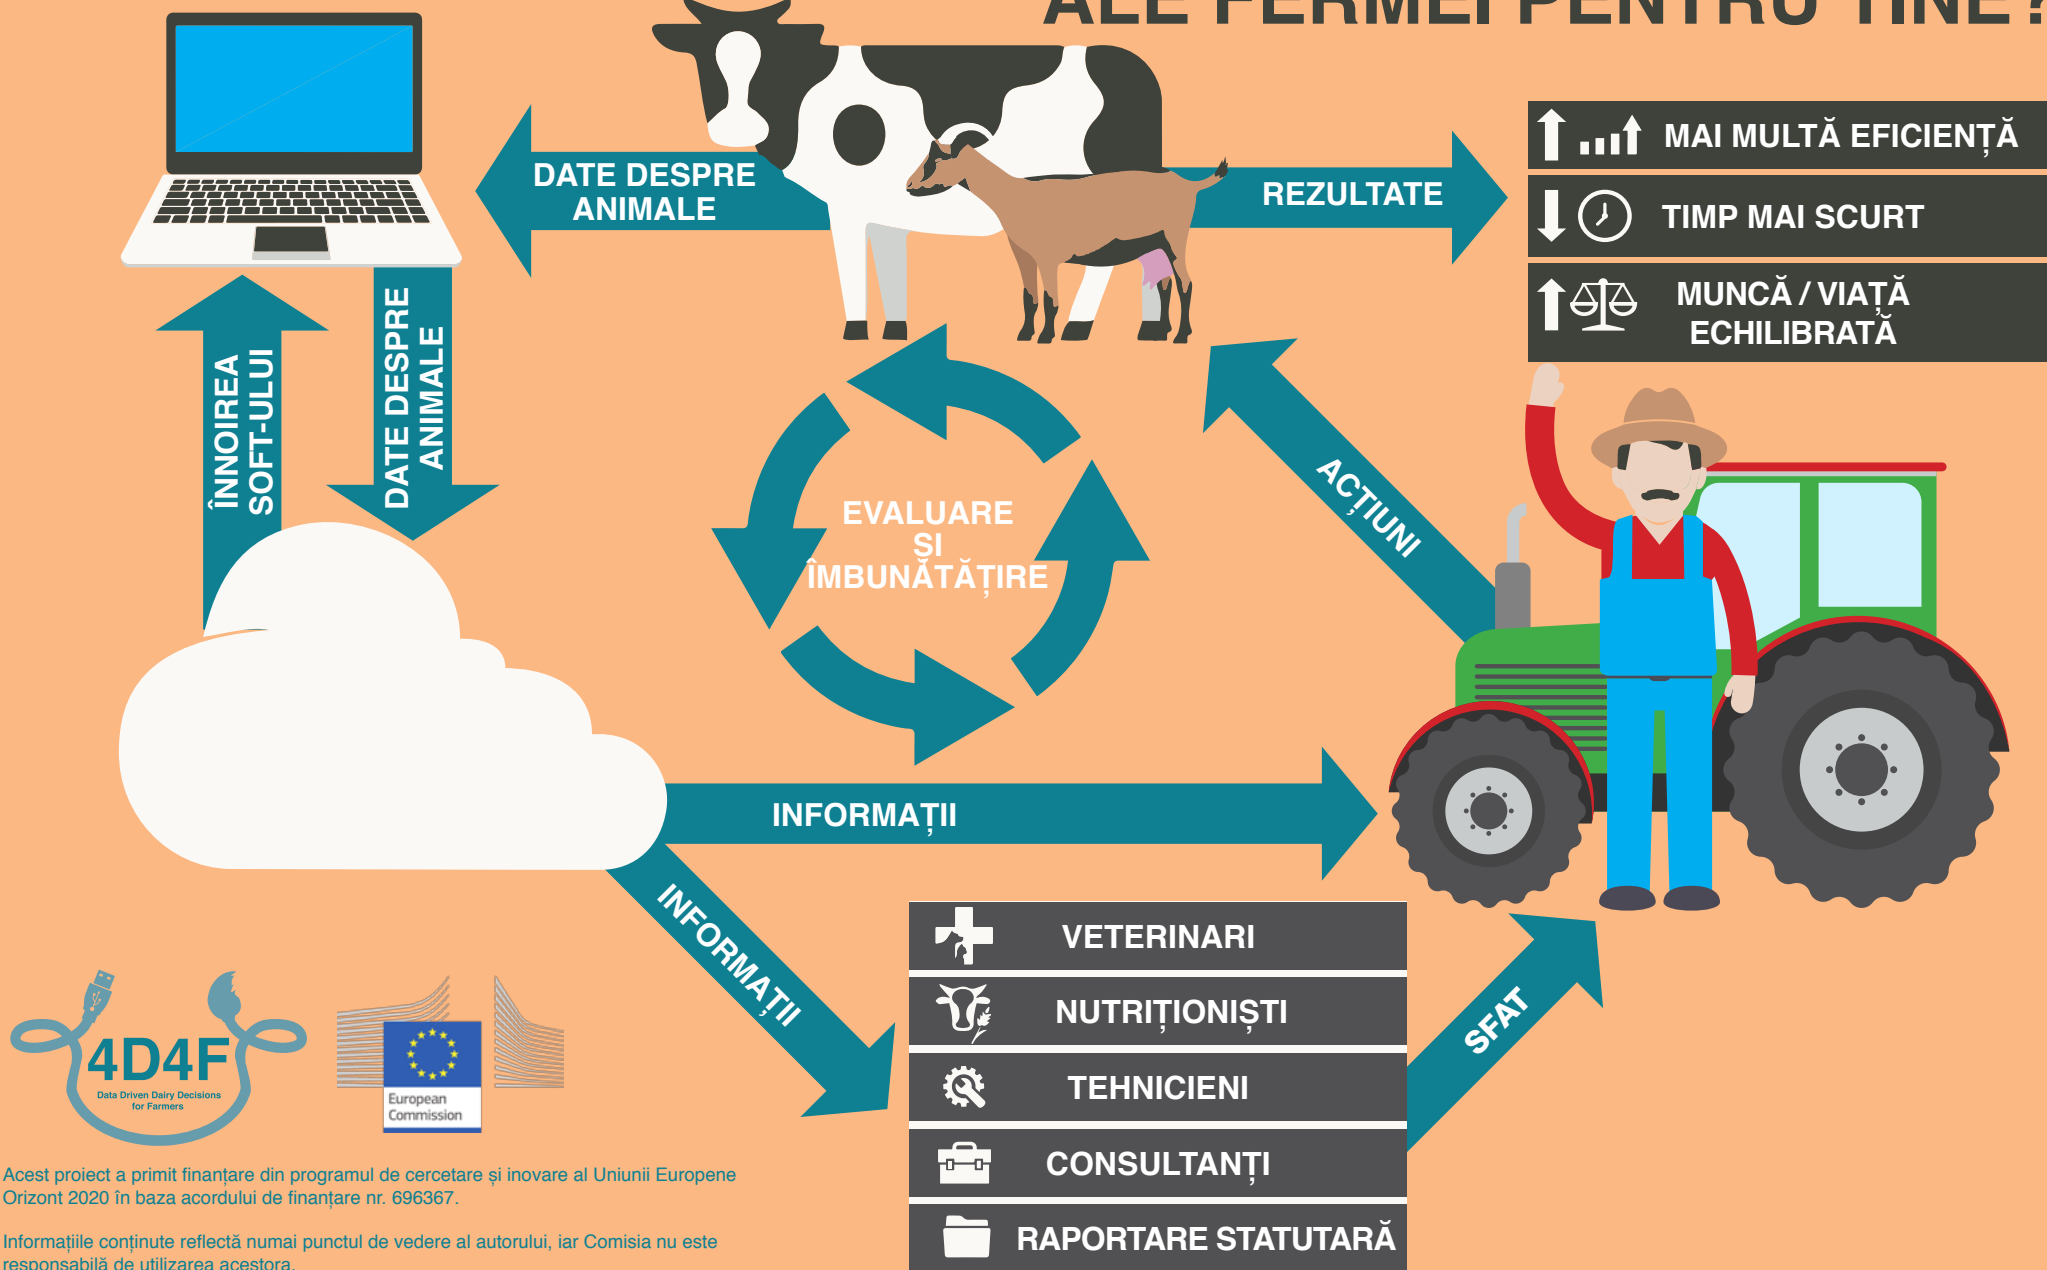 ALE FERMEI PENTRU TINE?
DATE DESPRE
ANIMALE
REZULTATE
MAI MULTĂ EFICIENȚĂ
TIMP MAI SCURT
MUNCĂ / VIAȚĂ
ECHILIBRATĂ
ÎNNOIREA
SOFT-ULUI
DATE DESPRE
ANIMALE
EVALUARE
ȘI
ÎMBUNĂTĂȚIRE
ACȚIUNI
INFORMAȚII
INFORMAȚII
VETERINARI
NUTRIȚIONIȘTI
TEHNICIENI
CONSULTANȚI
RAPORTARE STATUTARĂ
SFAT
4D4F
Data Driven Dairy Decisions
for Farmers
European
Commission
Acest proiect a primit finanțare din programul de cercetare și inovare al Uniunii Europene
Orizont 2020 în baza acordului de finanțare nr. 696367.
Informațiile conținute reflectă numai punctul de vedere al autorului, iar Comisia nu este
responsabilă de utilizarea acestora.